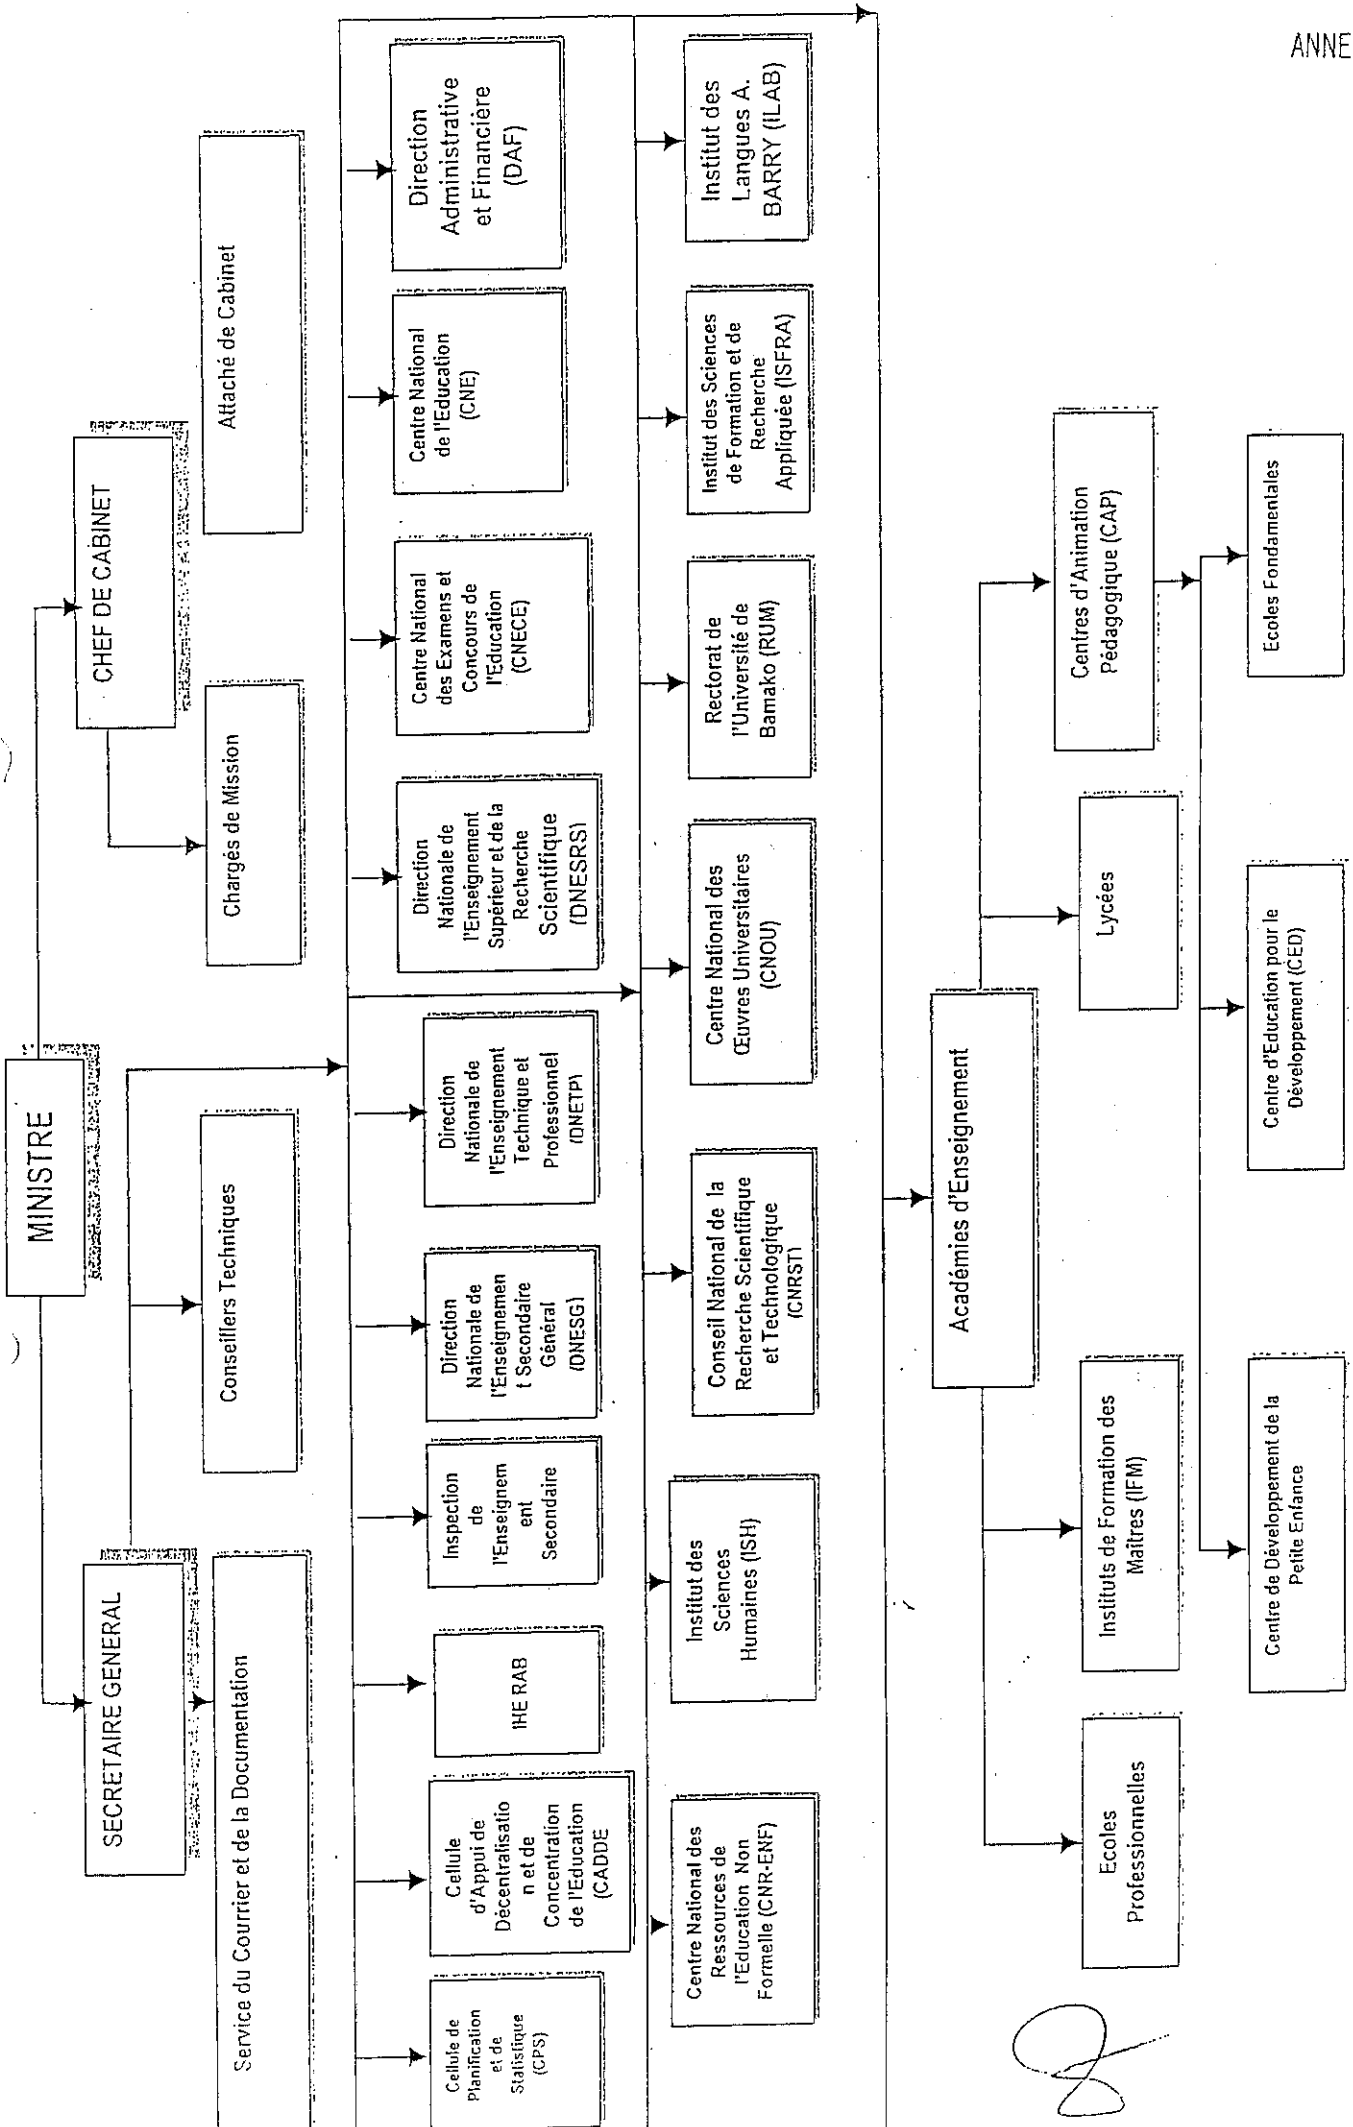 ANNE
MINISTRE
SECRETAIRE GENERAL
CHEF DE CABINET
Service du Courrier et de la Documentation
Conseillers Techniques
Chargés de Mission
Attaché de Cabinet
Cellule de
Planification
et de
Statistique
(CPS)
Cellule
d'Appui de
Décentralisatio
n et de
Concentration
de l'Education
(CADDE
IHE RAB
Inspection
de
l'Enseignem
ent
Secondaire
Direction
Nationale de
l'Enseignemen
t Secondaire
Général
(DNESG)
Direction
Nationale de
l'Enseignement
Technique et
Professionnel
(DNETP)
Direction
Nationale de
l'Enseignement
Supérieur et de la
Recherche
Scientifique
(DNESRS)
Centre National
des Examens et
Concours de
l'Education
(CNECE)
Centre National
de l'Education
(CNE)
Direction
Administrative
et Financière
(DAF)
Centre National des
Ressources de
l'Education Non
Formelle (CNR-ENF)
Institut des
Sciences
Humaines (ISH)
Conseil National de la
Recherche Scientifique
et Technologique
(CNRST)
Centre National des
Œuvres Universitaires
(CNOU)
Rectorat de
l'Université de
Bamako (RUM)
Institut des Sciences
de Formation et de
Recherche
Appliquée (ISFRA)
Institut des
Langues A.
BARRY (ILAB)
Académies d'Enseignement
Ecoles
Professionnelles
Instituts de Formation des
Maîtres (IFM)
Lycées
Centres d'Animation
Pédagogique (CAP)
Centre de Développement de la
Petite Enfance
Centre d'Education pour le
Développement (CED)
Ecoles Fondamentales